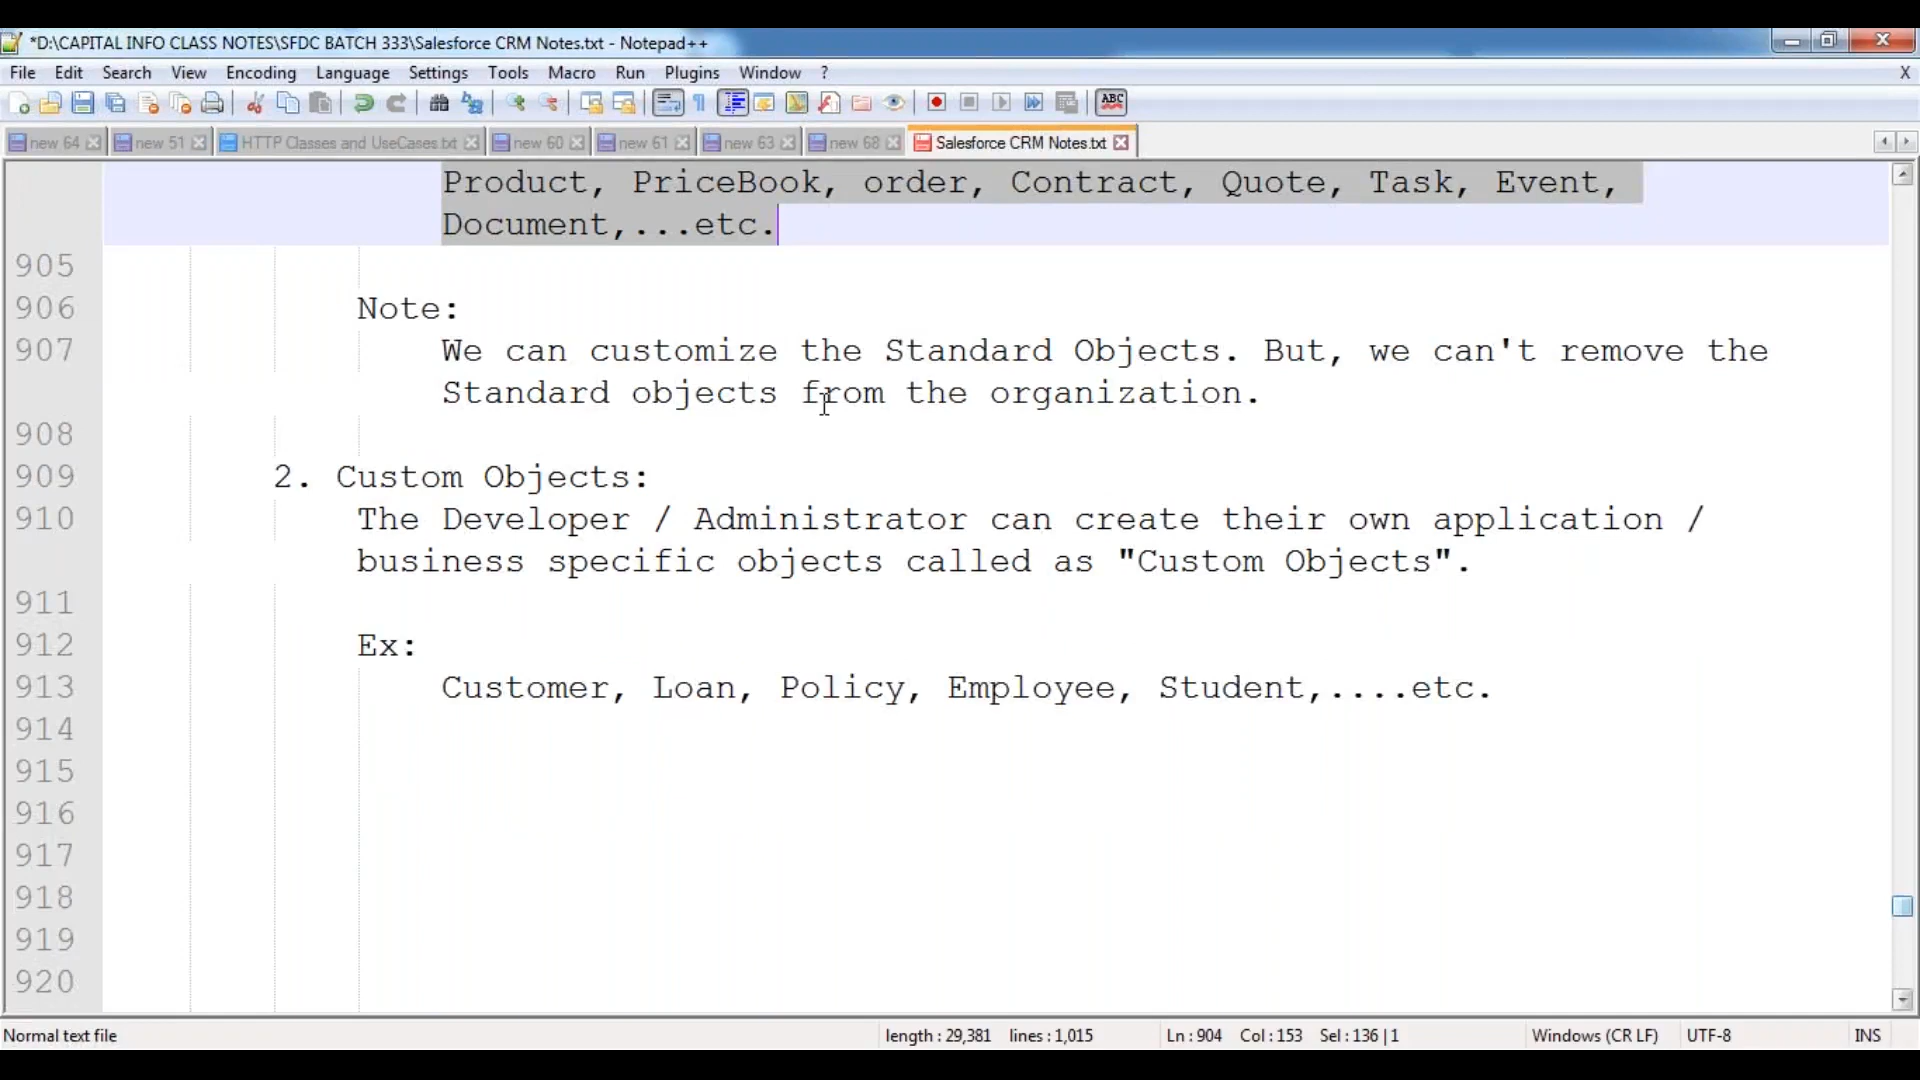 *D:\CAPITAL INFO CLASS NOTES\SFDC BATCH 333\Salesforce CRM Notes.txt - Notepad++
File Edit Search View Encoding Language Settings Tools Macro Run Plugins Window ? X
ABC
new 64 new 51 HTTP Classes and UseCases.txt new 60 new 61 new 63 new 68 Salesforce CRM Notes.txt
Product, PriceBook, order, Contract, Quote, Task, Event,
Document,...etc.
905
906 Note:
907 We can customize the Standard Objects. But, we can't remove the
Standard objects from the organization.
908
909 2. Custom Objects:
910 The Developer / Administrator can create their own application /
business specific objects called as "Custom Objects".
911
912 Ex:
913 Customer, Loan, Policy, Employee, Student,....etc.
914
915
916
917
918
919
920
Normal text file length : 29,381 lines : 1,015 Ln : 904 Col : 153 Sel : 136 | 1 Windows (CR LF) UTF-8 INS